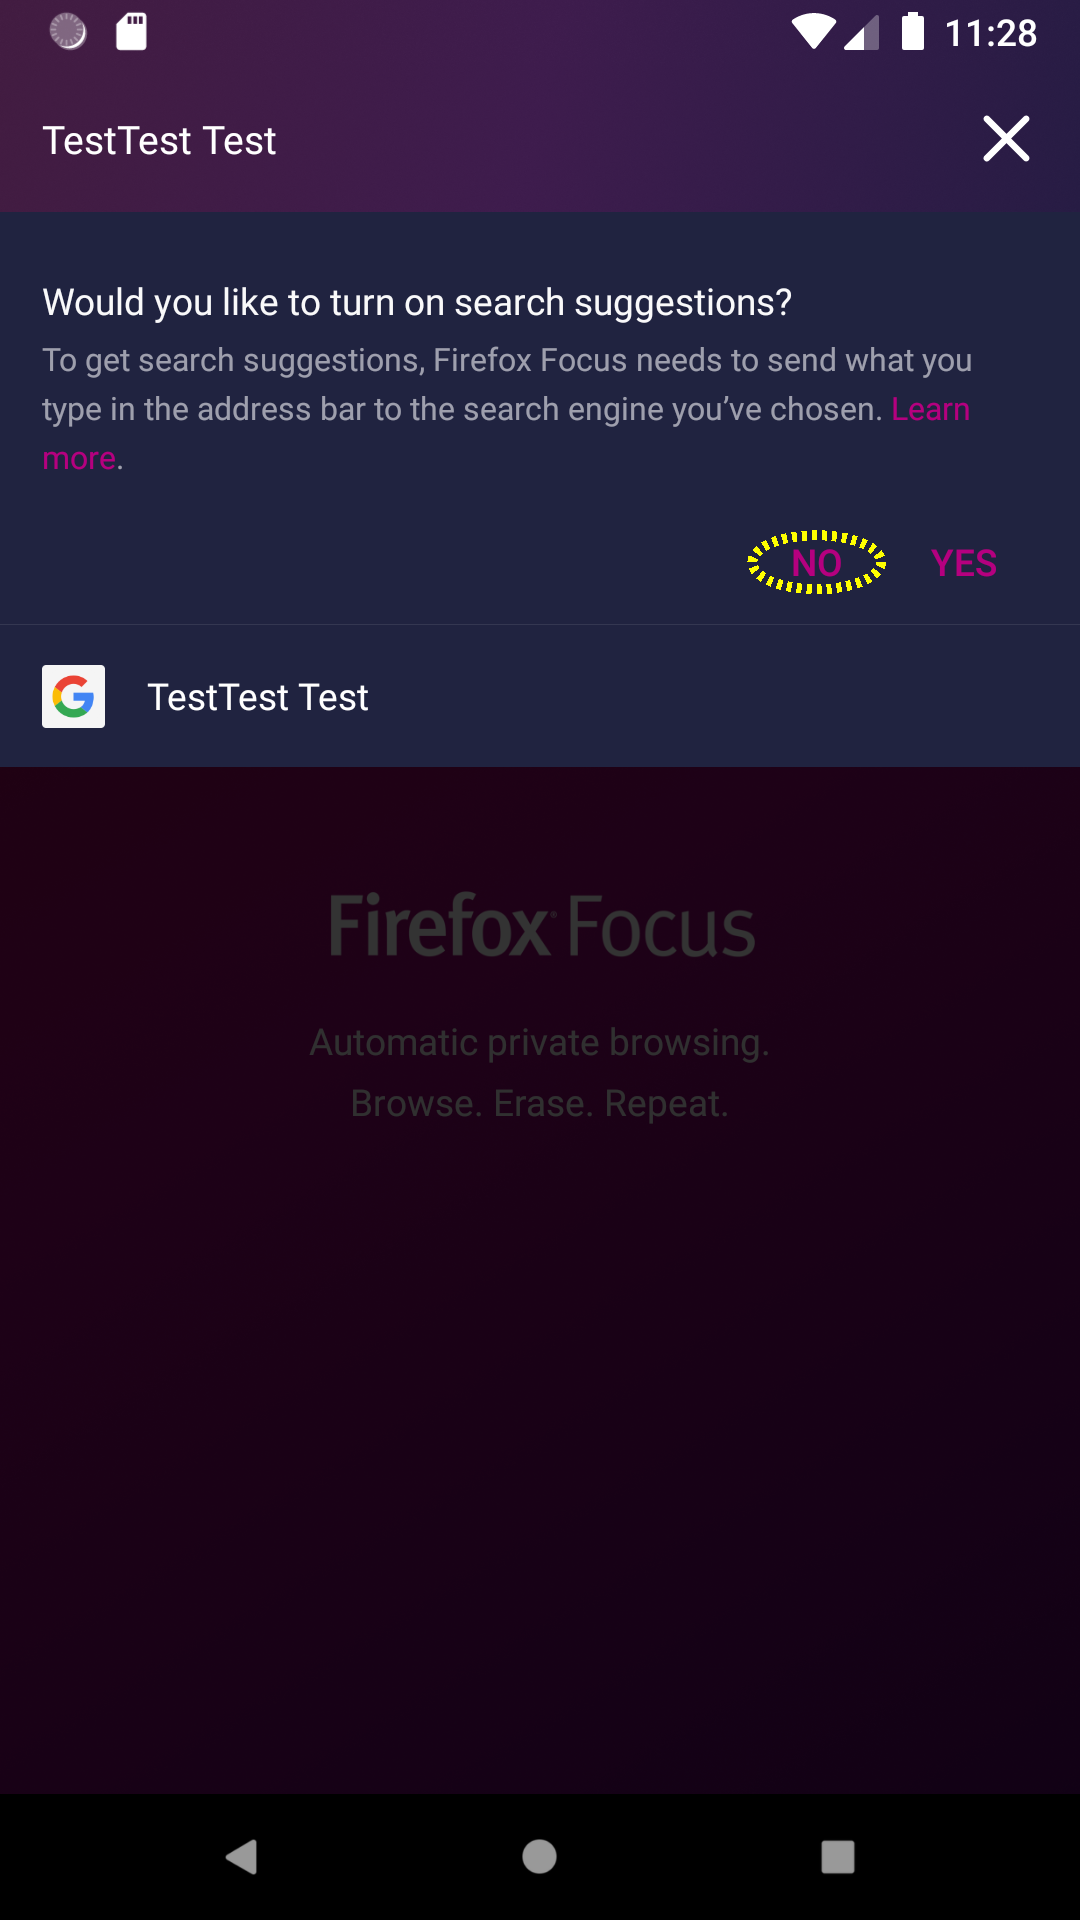 11:28
TestTest Test
Would you like to turn on search suggestions?
To get search suggestions, Firefox Focus needs to send what you
type in the address bar to the search engine you’ve chosen. Learn
more.
NO YES
TestTest Test
Firefox Focus
Automatic private browsing.
Browse. Erase. Repeat.